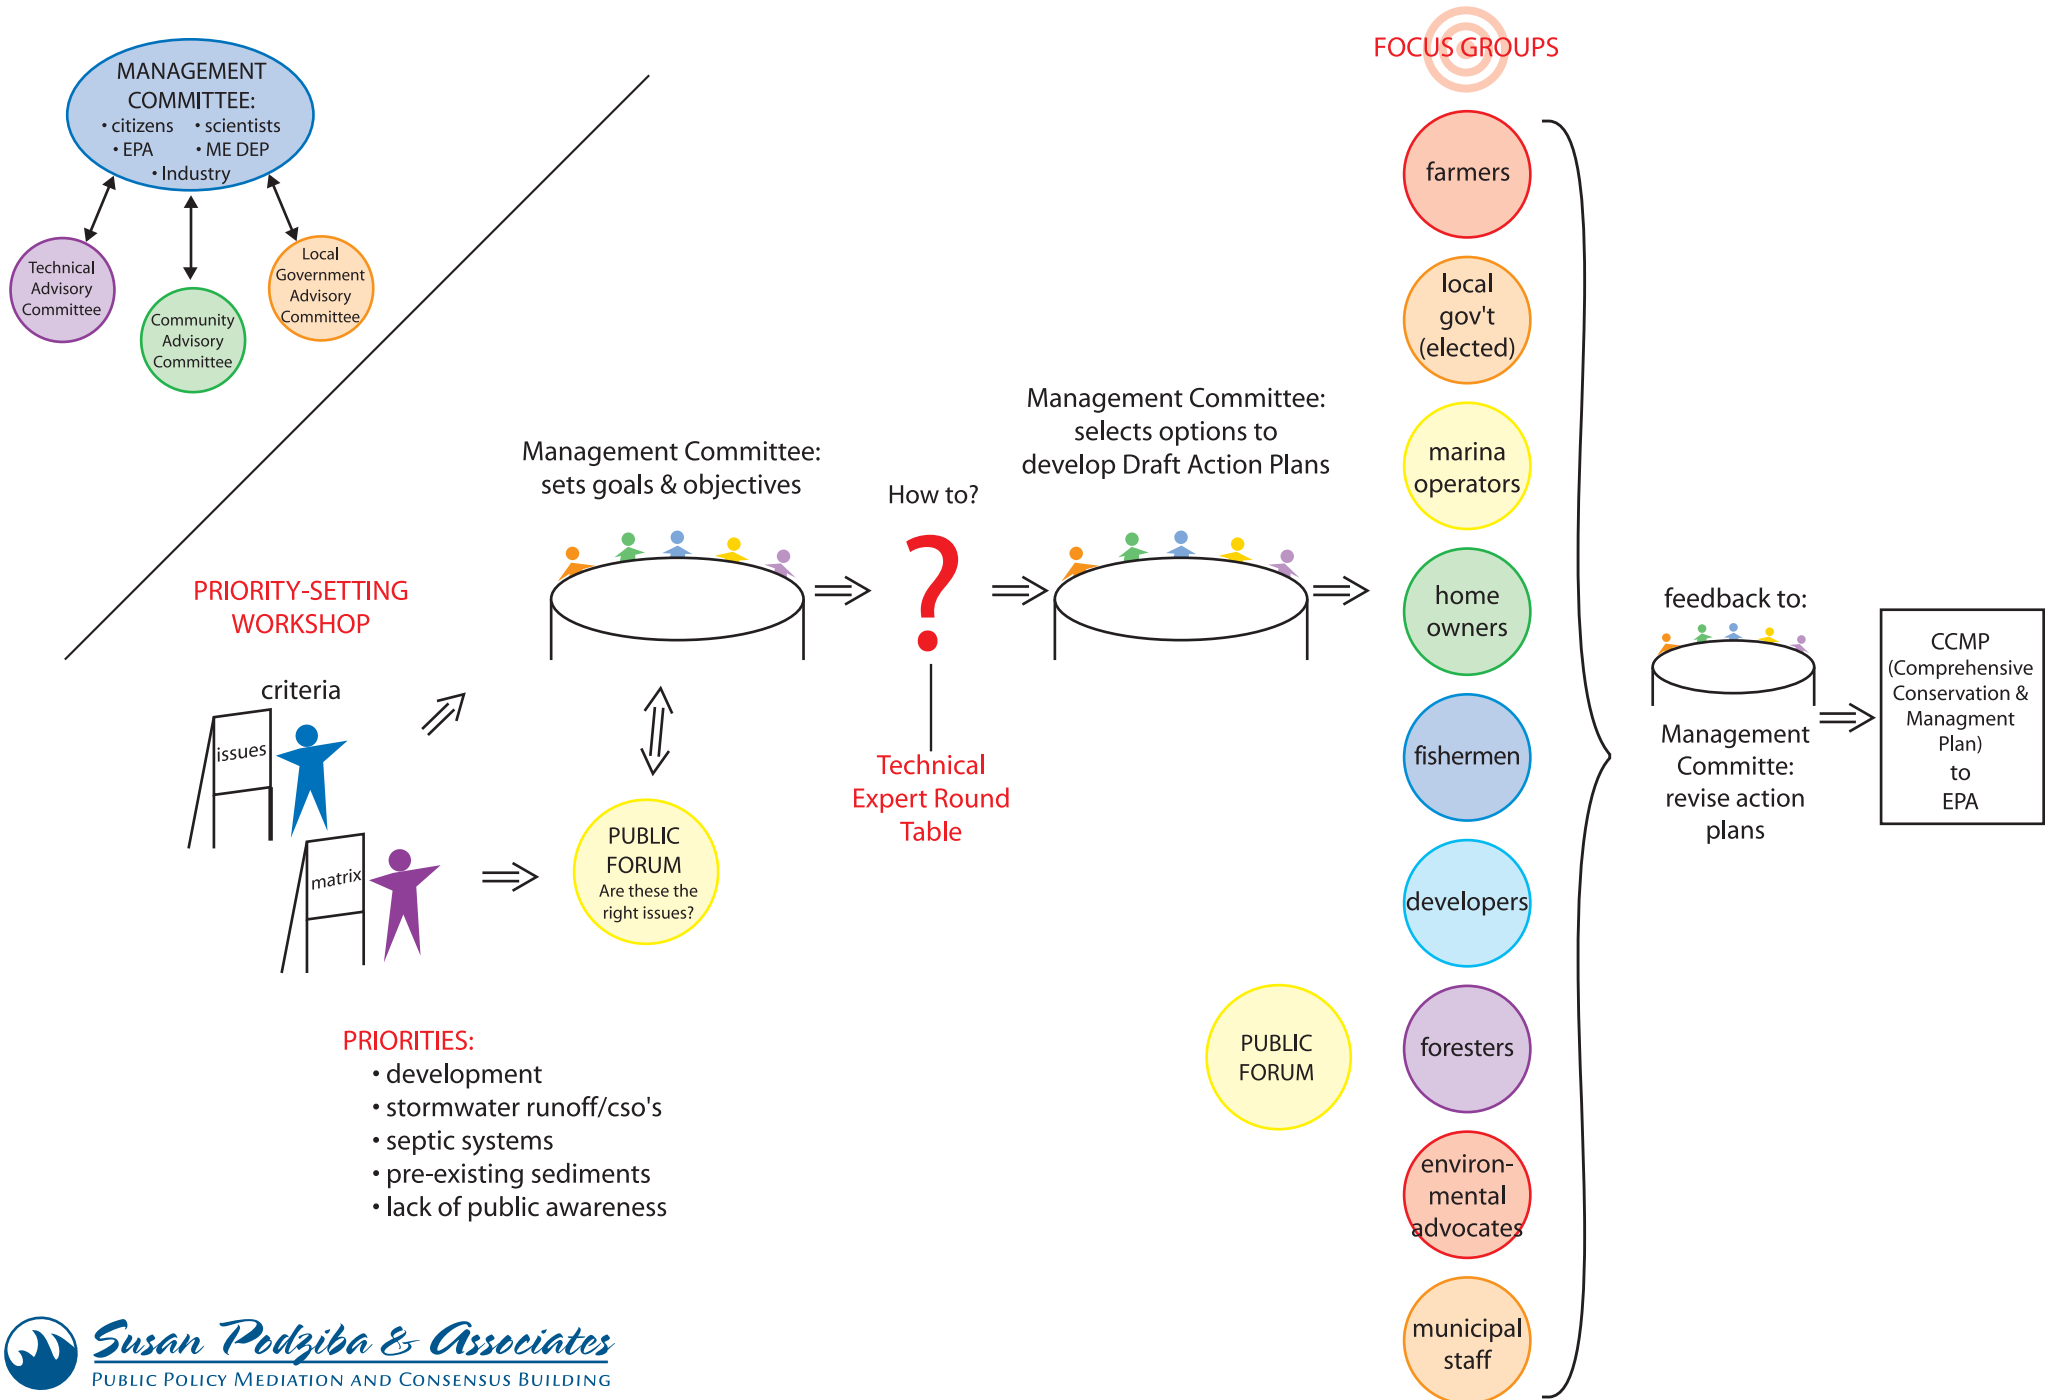 MANAGEMENT
COMMITTEE:
• citizens • scientists
• EPA • ME DEP
• Industry
Technical
Advisory
Committee
Community
Advisory
Committee
Local
Government
Advisory
Committee
PRIORITY-SETTING
WORKSHOP
criteria
issues
matrix
PRIORITIES:
• development
• stormwater runoff/cso's
• septic systems
• pre-existing sediments
• lack of public awareness
Management Committee:
sets goals & objectives
PUBLIC
FORUM
Are these the
right issues?
How to?
?
Technical
Expert Round
Table
Management Committee:
selects options to
develop Draft Action Plans
PUBLIC
FORUM
FOCUS GROUPS
farmers
local
gov't
(elected)
marina
operators
home
owners
fishermen
developers
foresters
environ-
mental
advocates
municipal
staff
feedback to:
Management
Committe:
revise action
plans
CCMP
(Comprehensive
Conservation &
Managment
Plan)
to
EPA
Susan Podziba & Associates
PUBLIC POLICY MEDIATION AND CONSENSUS BUILDING